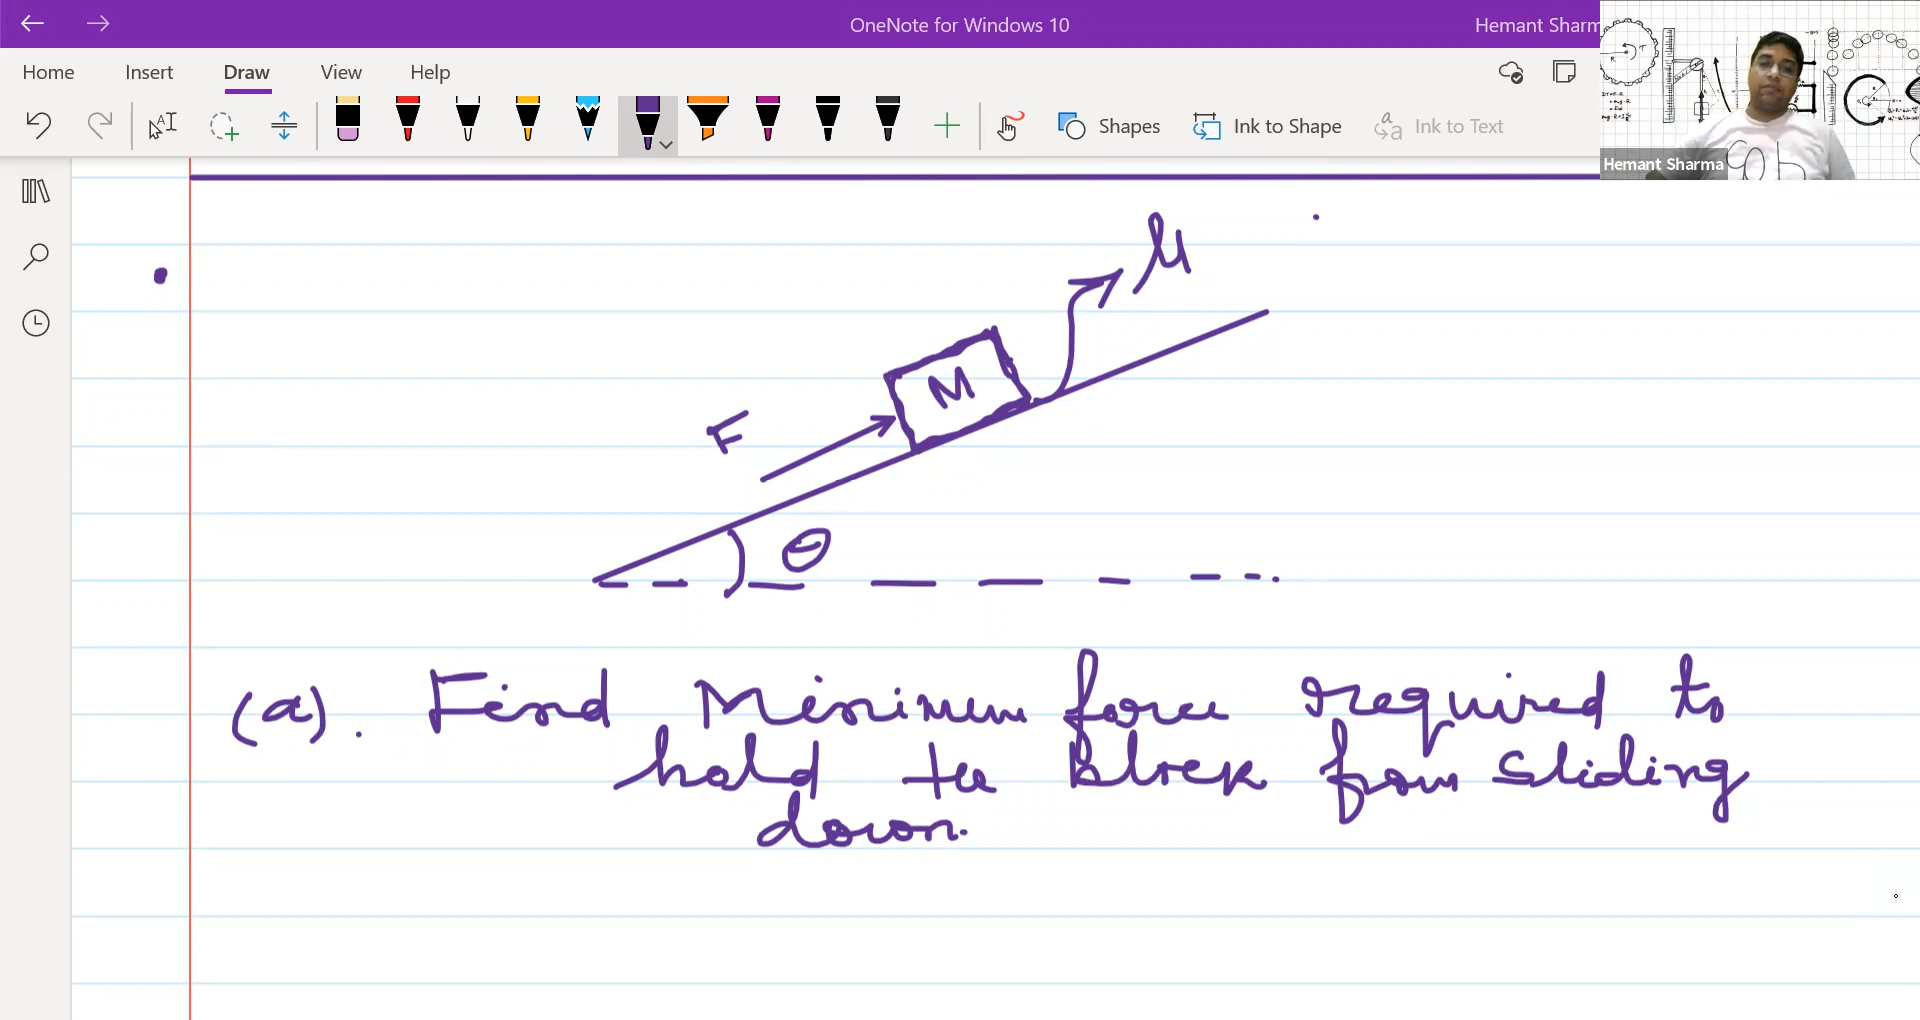 OneNote for Windows 10
Hemant Sharm
Home Insert Draw View Help
Shapes Ink to Shape Ink to Text
Hemant Sharma
μ
M
F
θ
(a). Find Minimum force required to
hold the block from sliding
down.